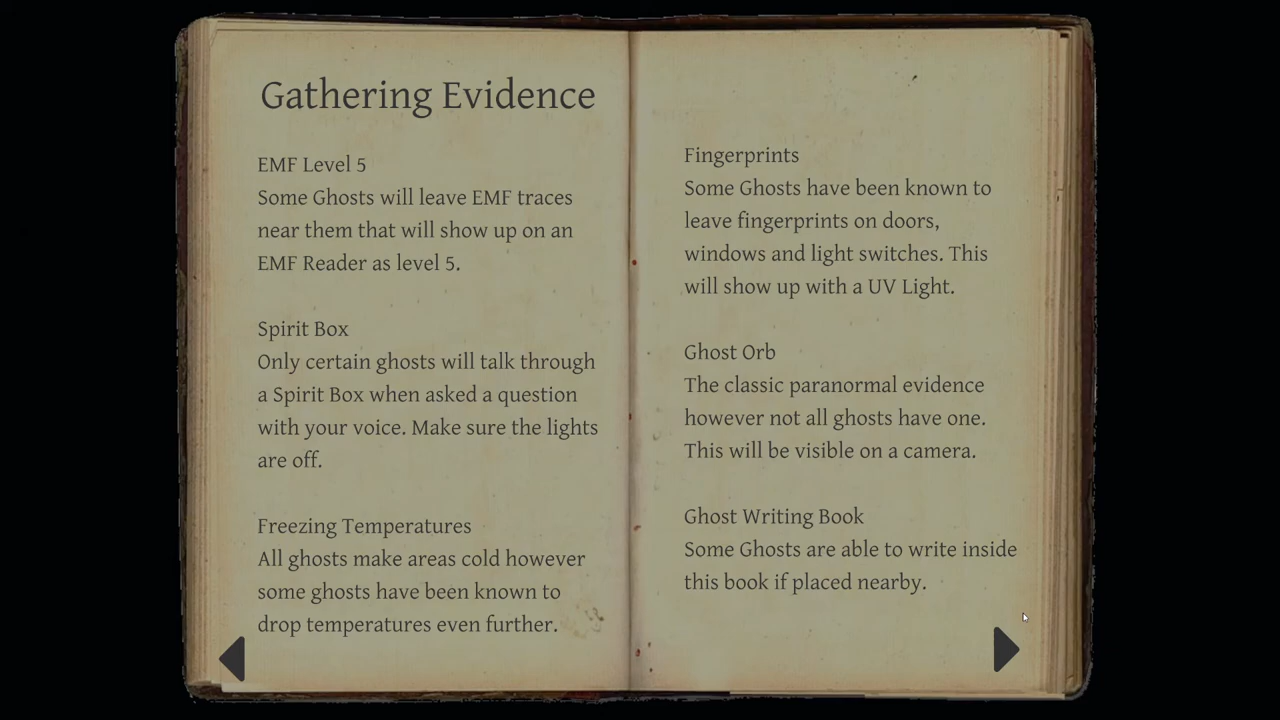 Gathering Evidence
EMF Level 5
Some Ghosts will leave EMF traces
near them that will show up on an
EMF Reader as level 5.
Spirit Box
Only certain ghosts will talk through
a Spirit Box when asked a question
with your voice. Make sure the lights
are off.
Freezing Temperatures
All ghosts make areas cold however
some ghosts have been known to
drop temperatures even further.
Fingerprints
Some Ghosts have been known to
leave fingerprints on doors,
windows and light switches. This
will show up with a UV Light.
Ghost Orb
The classic paranormal evidence
however not all ghosts have one.
This will be visible on a camera.
Ghost Writing Book
Some Ghosts are able to write inside
this book if placed nearby.